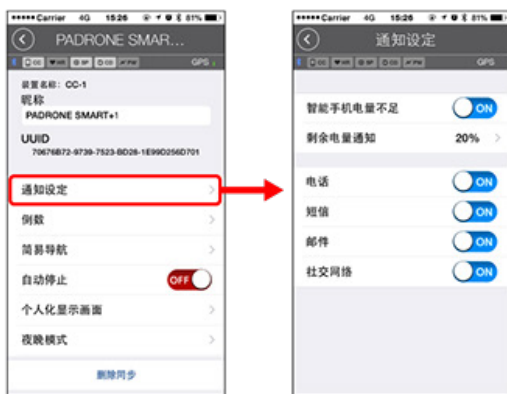 Carrier 4G 15:26 81%
PADRONE SMAR...
GPS
装置名称: CC-1
昵称
PADRONE SMART+1
UUID
70676B72-9739-7523-BD26-1E99D256D701
通知设定
倒数
简易导航
自动停止 OFF
个人化显示画面
夜晚模式
删除同步
Carrier 4G 15:26 81%
通知设定
GPS
智能手机电量不足 ON
剩余电量通知 20%
电话 ON
短信 ON
邮件 ON
社交网络 ON